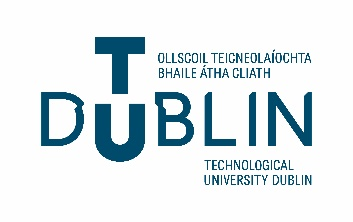 TU
OLLSCOIL TEICNEOLAÍOCHTA
BHAILE ÁTHA CLIATH
DUBLIN
TECHNOLOGICAL
UNIVERSITY DUBLIN